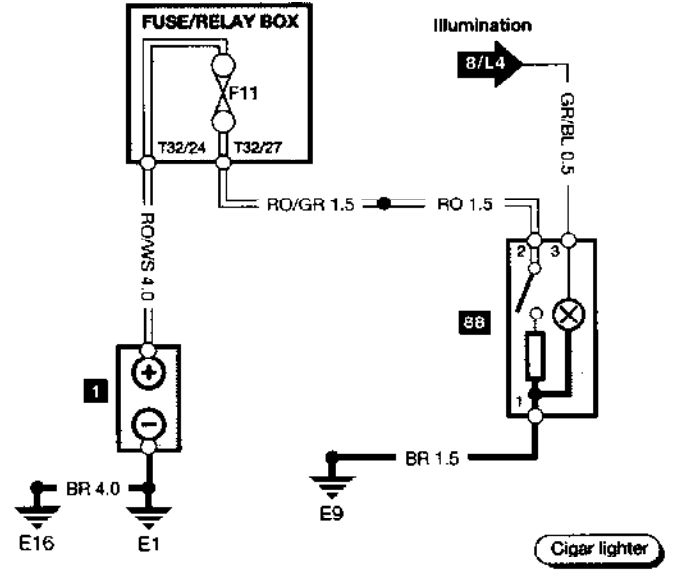 FUSE/RELAY BOX
Illumination
8/L4
F11
GR/BL 0.5
T32/24
T32/27
RO/GR 1.5
RO 1.5
RO/WS 4.0
2
3
88
1
+
1
−
BR 1.5
BR 4.0
E9
E16
E1
Cigar lighter